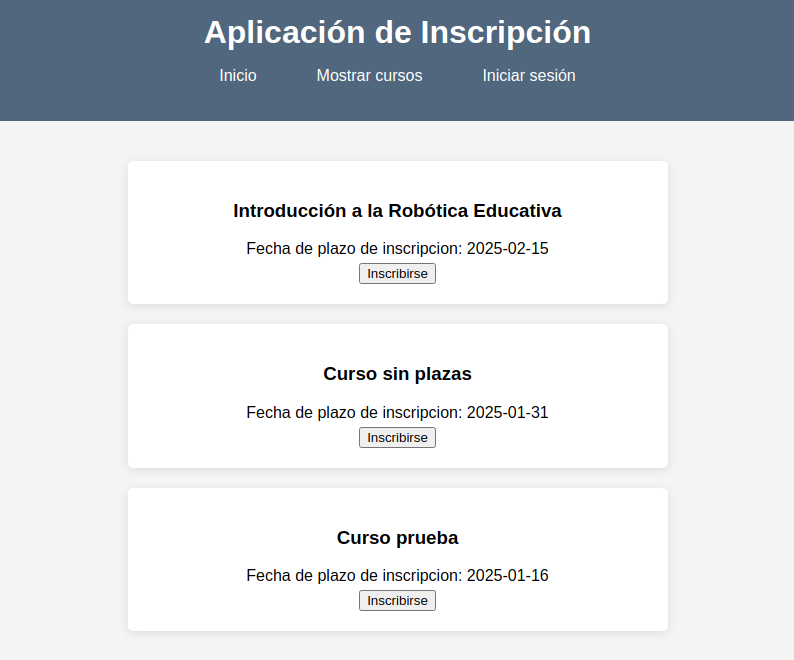 Aplicación de Inscripción
Inicio Mostrar cursos Iniciar sesión
Introducción a la Robótica Educativa
Fecha de plazo de inscripcion: 2025-02-15
Inscribirse
Curso sin plazas
Fecha de plazo de inscripcion: 2025-01-31
Inscribirse
Curso prueba
Fecha de plazo de inscripcion: 2025-01-16
Inscribirse